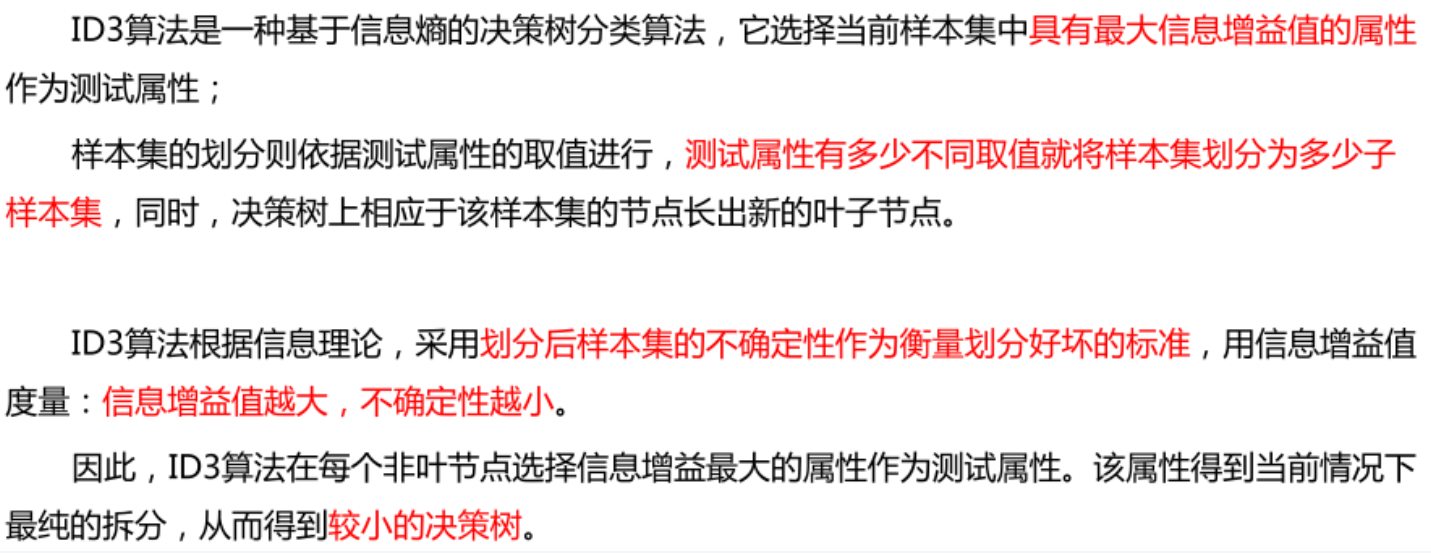 ID3算法是一种基于信息熵的决策树分类算法，它选择当前样本集中具有最大信息增益值的属性
作为测试属性；
样本集的划分则依据测试属性的取值进行，测试属性有多少不同取值就将样本集划分为多少子
样本集，同时，决策树上相应于该样本集的节点长出新的叶子节点。
ID3算法根据信息理论，采用划分后样本集的不确定性作为衡量划分好坏的标准，用信息增益值
度量：信息增益值越大，不确定性越小。
因此，ID3算法在每个非叶节点选择信息增益最大的属性作为测试属性。该属性得到当前情况下
最纯的拆分，从而得到较小的决策树。